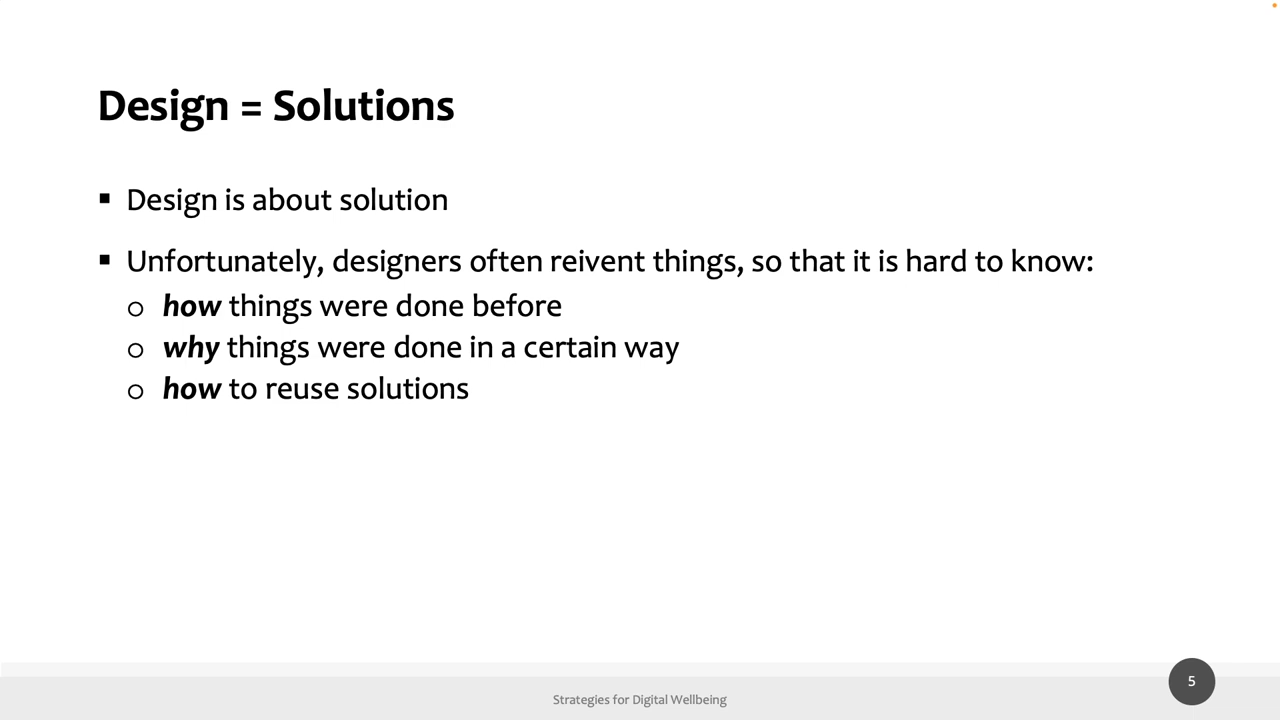 Design = Solutions
▪ Design is about solution
▪ Unfortunately, designers often reivent things, so that it is hard to know:
o how things were done before
o why things were done in a certain way
o how to reuse solutions
Strategies for Digital Wellbeing
5